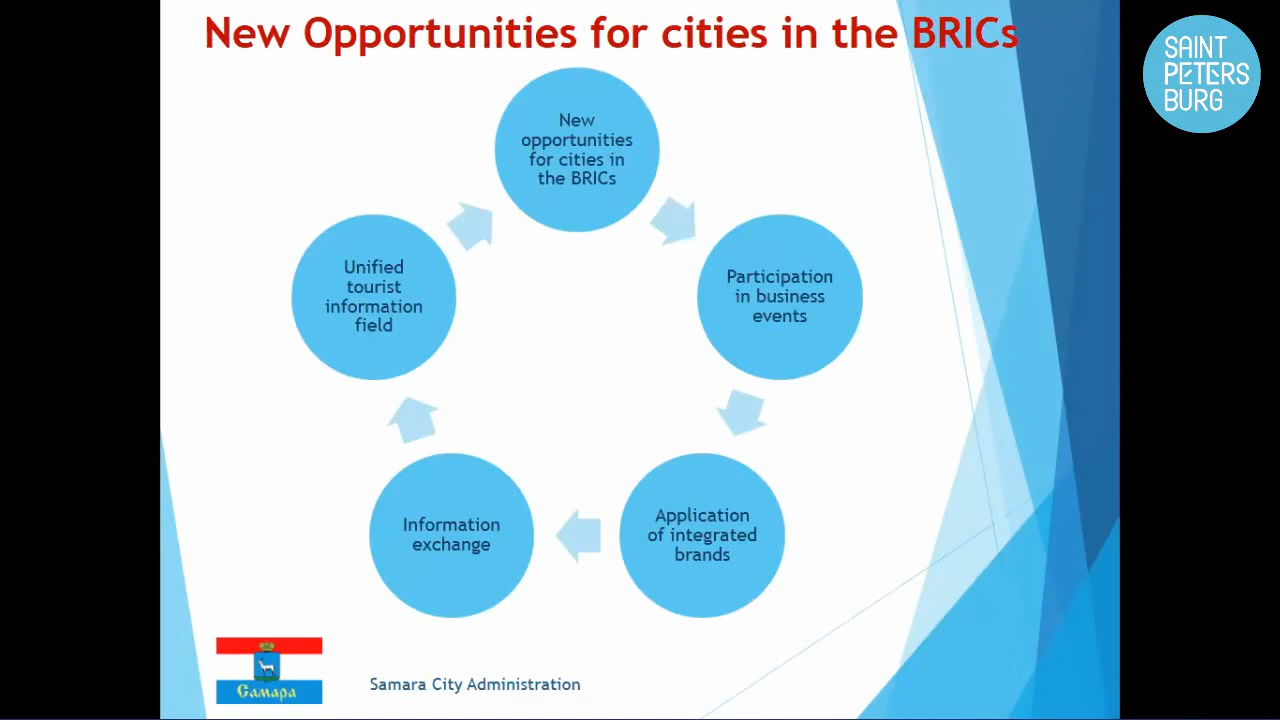 New Opportunities for cities in the BRICs
SAINT
PETERS
BURG
New
opportunities
for cities in
the BRICs
Participation
in business
events
Application
of integrated
brands
Information
exchange
Unified
tourist
information
field
Самара
Samara City Administration